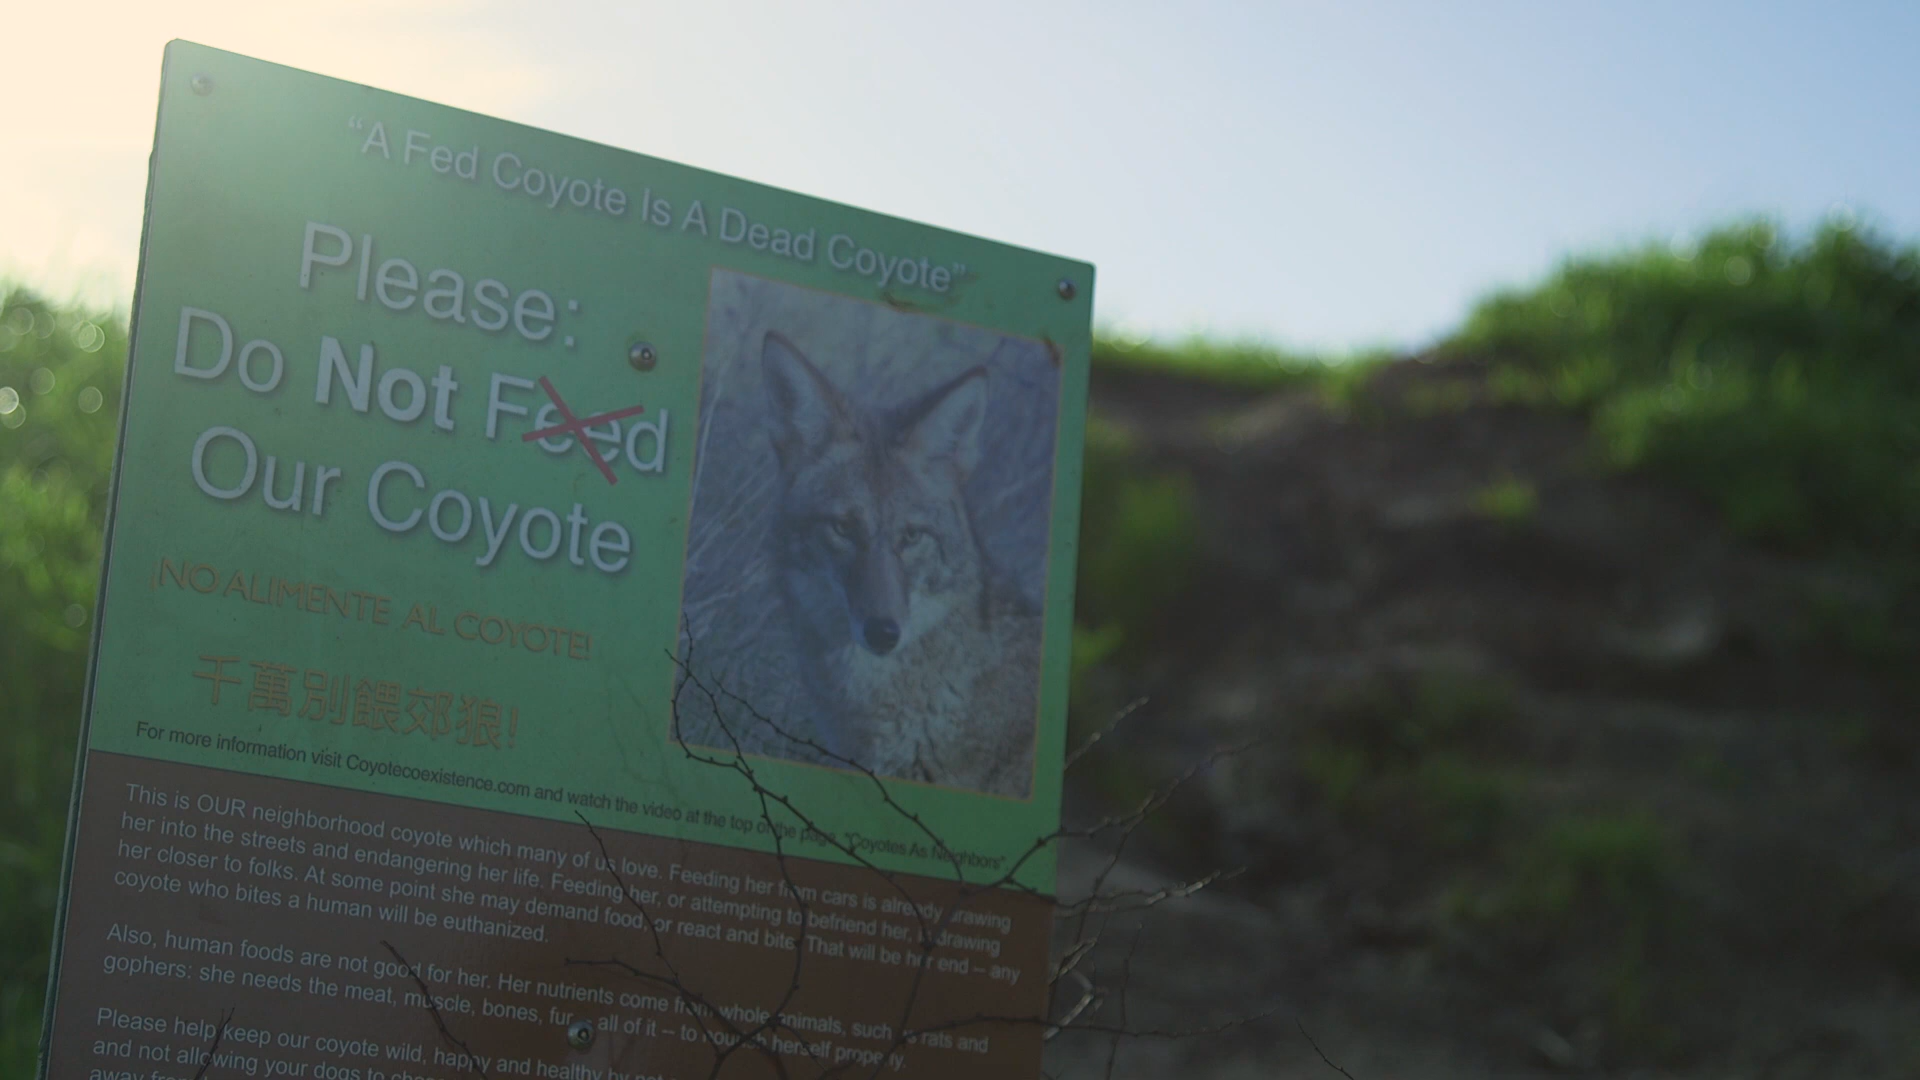 “A Fed Coyote Is A Dead Coyote”
Please:
Do Not Feed
Our Coyote
¡NO ALIMENTE AL COYOTE!
千萬別餵郊狼!
For more information visit Coyotecoexistence.com and watch the video at the top of the page, "Coyotes As Neighbors".
This is OUR neighborhood coyote which many of us love. Feeding her from cars is already drawing
her into the streets and endangering her life. Feeding her, or attempting to befriend her, is drawing
her closer to folks. At some point she may demand food, or react and bite. That will be her end – any
coyote who bites a human will be euthanized.
Also, human foods are not good for her. Her nutrients come from whole animals, such as rats and
gophers: she needs the meat, muscle, bones, fur – all of it – to nourish herself properly.
Please help keep our coyote wild, happy and healthy by not
and not allowing your dogs to
away from